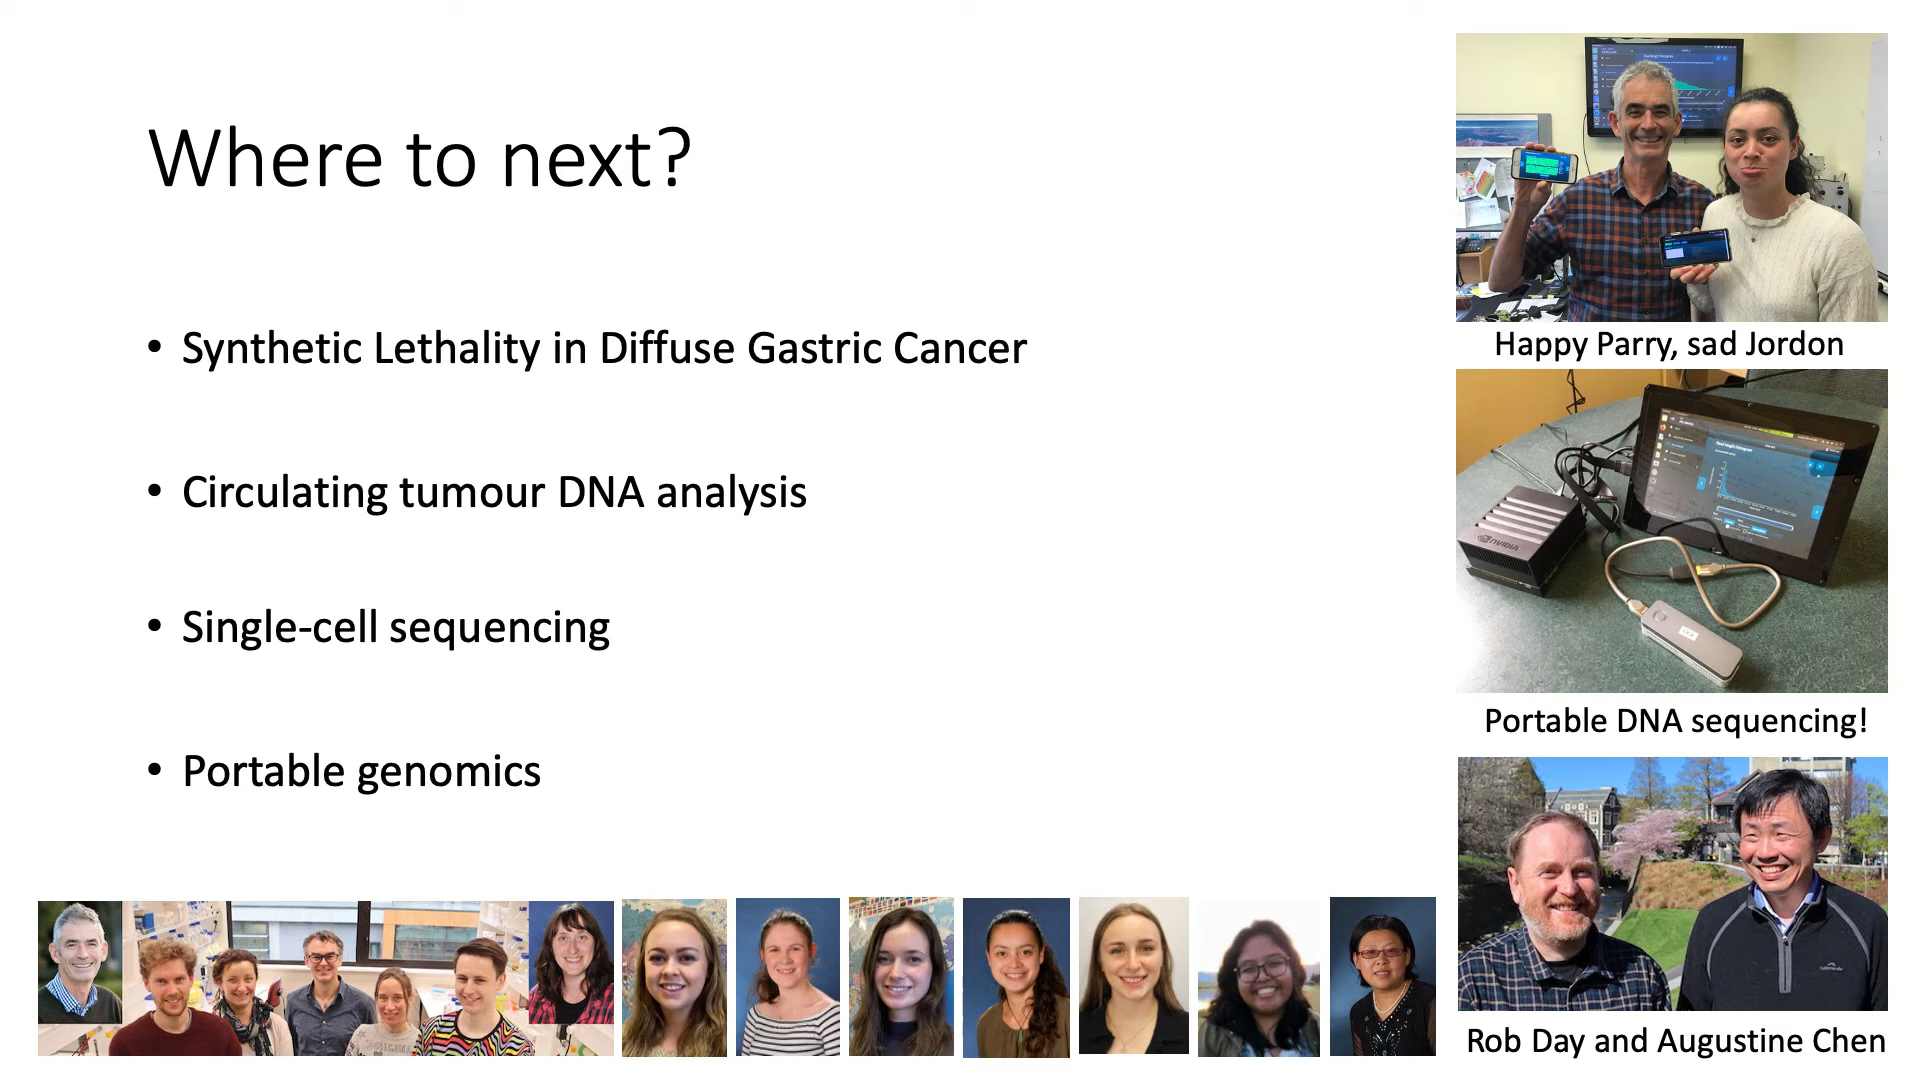 Where to next?
• Synthetic Lethality in Diffuse Gastric Cancer
• Circulating tumour DNA analysis
• Single-cell sequencing
• Portable genomics
Happy Parry, sad Jordon
NVIDIA
Portable DNA sequencing!
Rob Day and Augustine Chen